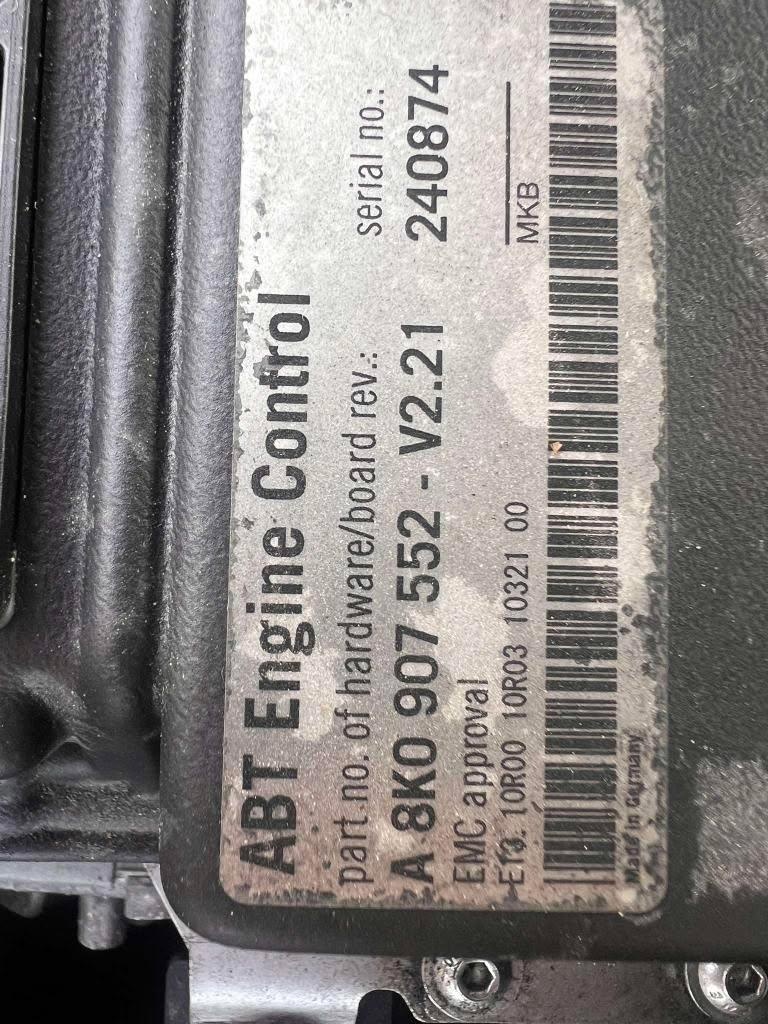 ABT Engine Control
part no. of hardware/board rev.: serial no.:
A 8K0 907 552 - V2.21 240874
EMC approval
E13. 10R00 10R03 10321 00
MKB
Made in Germany